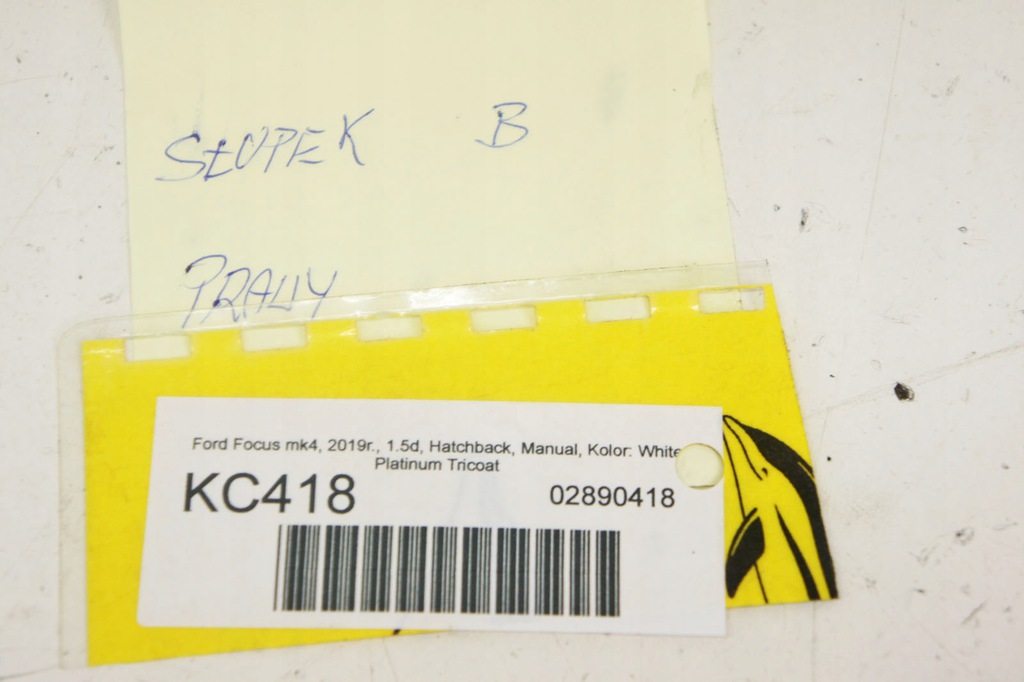 SŁUPEK B
PRAWY
Ford Focus mk4, 2019r., 1.5d, Hatchback, Manual, Kolor: White
Platinum Tricoat
KC418 02890418